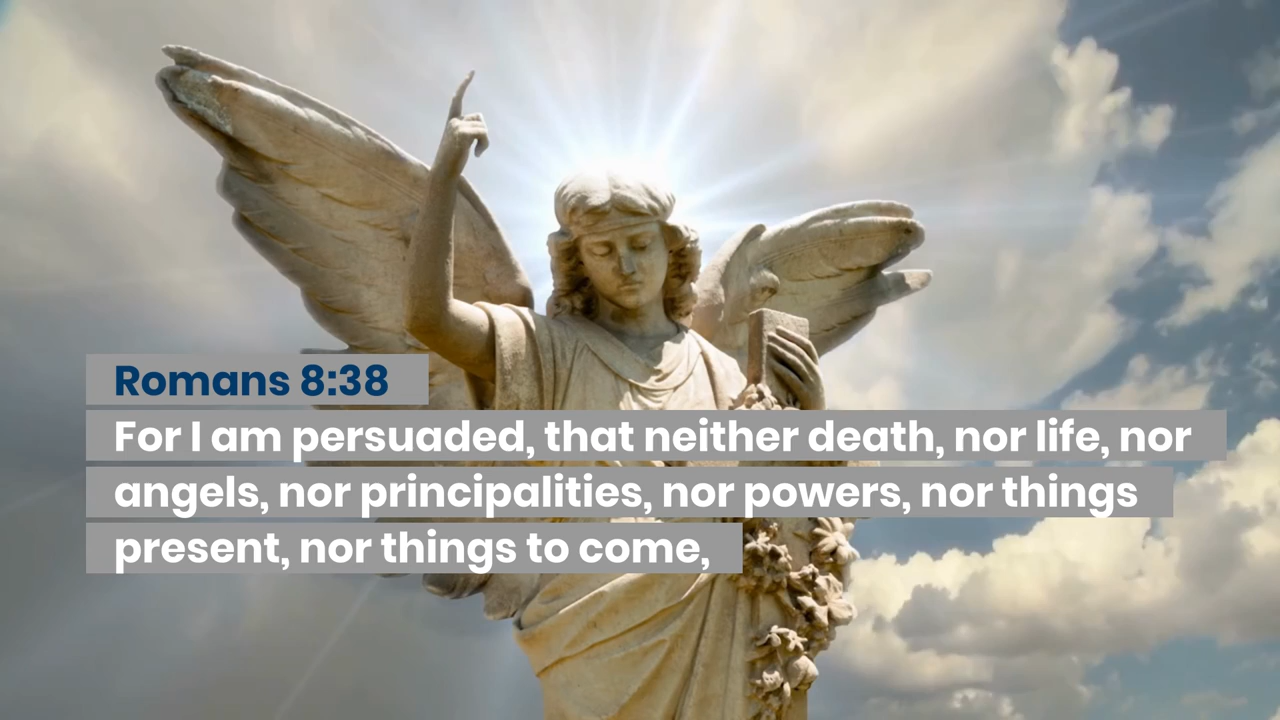 Romans 8:38
For I am persuaded, that neither death, nor life, nor
angels, nor principalities, nor powers, nor things
present, nor things to come,